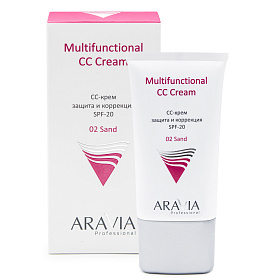 Multifunctional
CC Cream
CC-крем
защита и коррекция
SPF-20
02 Sand
ARAVIA
Professional
Multifunctional
CC Cream
CC-крем
защита и коррекция
SPF-20
02 Sand
ARAVIA
Professional